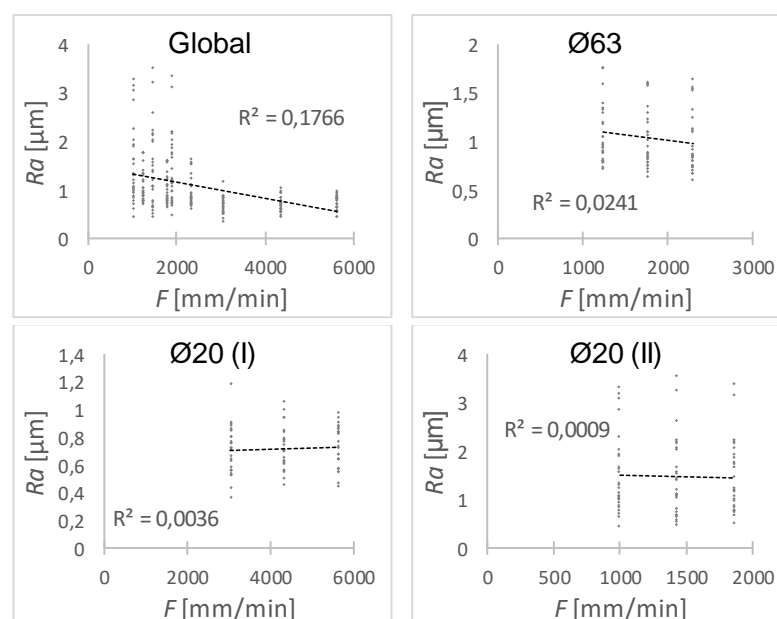 Global
4
3
2
1
0
Ra [µm]
R² = 0,1766
0 2000 4000 6000
F [mm/min]
Ø63
2
1,5
1
0,5
0
Ra [µm]
R² = 0,0241
0 1000 2000 3000
F [mm/min]
Ø20 (I)
1,4
1,2
1
0,8
0,6
0,4
0,2
0
Ra [µm]
R² = 0,0036
0 2000 4000 6000
F [mm/min]
Ø20 (II)
4
3
2
1
0
Ra [µm]
R² = 0,0009
0 500 1000 1500 2000
F [mm/min]